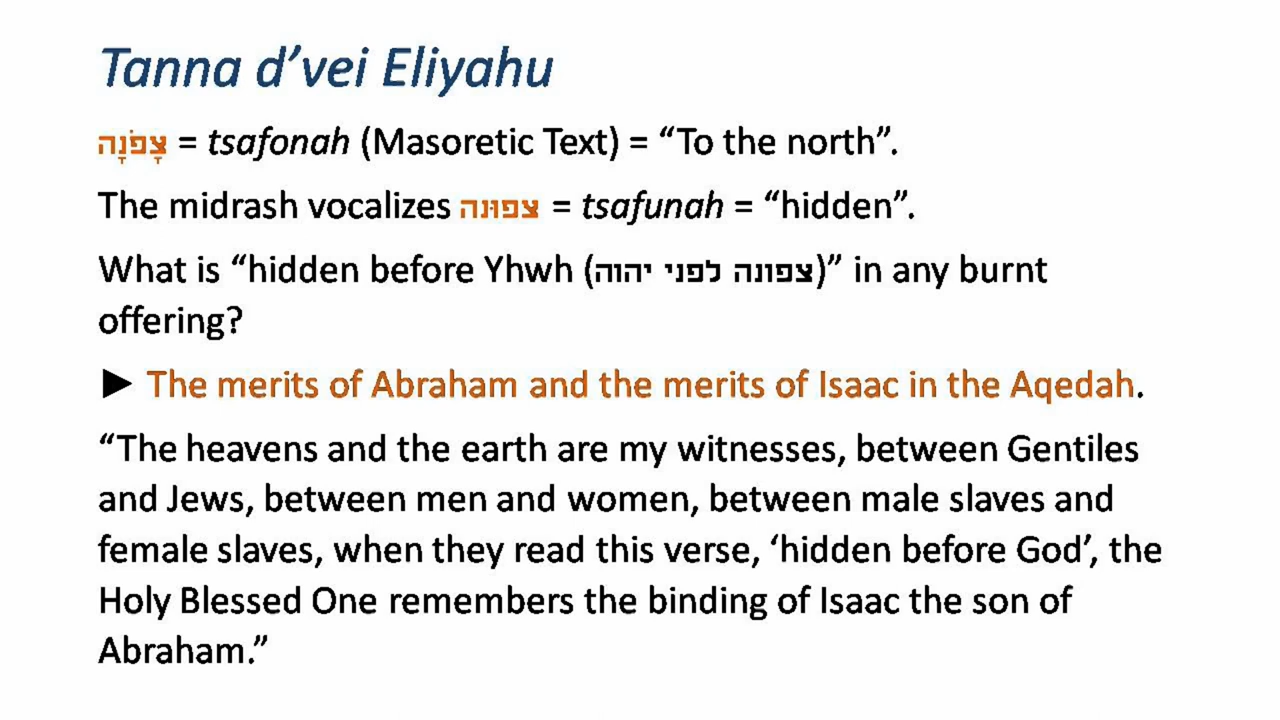 Tanna d’vei Eliyahu
צָפֹנָה = tsafonah (Masoretic Text) = “To the north”.
The midrash vocalizes צפוּנה = tsafunah = “hidden”.
What is “hidden before Yhwh (צפונה לפני יהוה)” in any burnt
offering?
► The merits of Abraham and the merits of Isaac in the Aqedah.
“The heavens and the earth are my witnesses, between Gentiles
and Jews, between men and women, between male slaves and
female slaves, when they read this verse, ‘hidden before God’, the
Holy Blessed One remembers the binding of Isaac the son of
Abraham.”